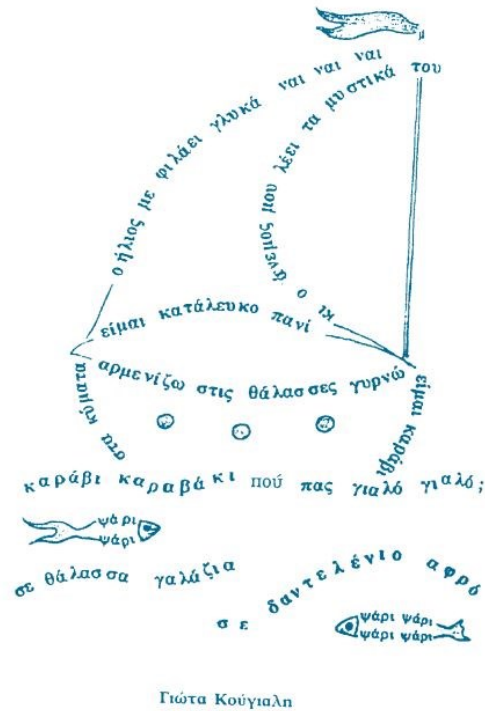 ο ήλιος με φιλάει γλυκά ναι ναι ναι
κι ο άνεμος μου λέει τα μυστικά του
είμαι κατάλευκο πανί
αρμενίζω στις θάλασσες γυρνώ
στα κύματα
είμαι καράβι
καράβι καραβάκι πού πας γιαλό γιαλό;
ψάρι
ψάρι
σε θάλασσα γαλάζια
σε δαντελένιο αφρό
ψάρι ψάρι
ψάρι ψάρι
Γιώτα Κούγιαλη